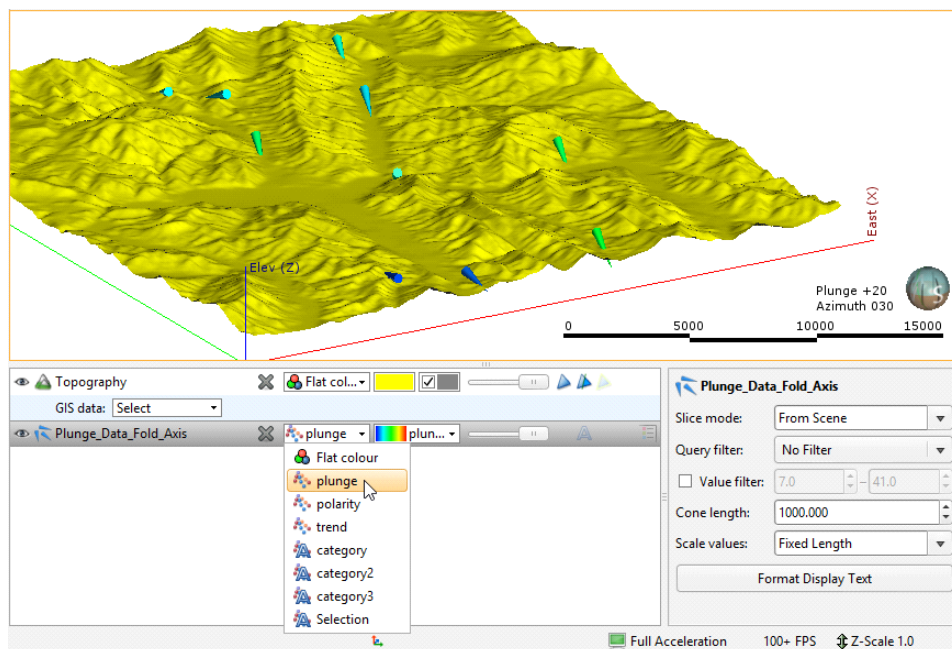 East (X)
Elev (Z)
Plunge +20
Azimuth 030
S
0 5000 10000 15000
Topography Flat col...
GIS data: Select
Plunge_Data_Fold_Axis plunge plun...
Flat colour
plunge
polarity
trend
category
category2
category3
Selection
Plunge_Data_Fold_Axis
Slice mode: From Scene
Query filter: No Filter
Value filter: 7.0 – 41.0
Cone length: 1000.000
Scale values: Fixed Length
Format Display Text
Full Acceleration 100+ FPS Z-Scale 1.0